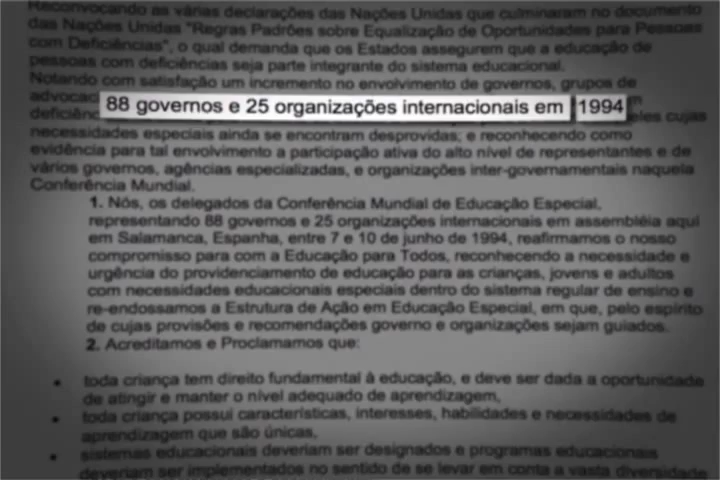 Reconvocando as várias declarações das Nações Unidas que culminaram no documento
das Nações Unidas "Regras Padrões sobre Equalização de Oportunidades para Pessoas
com Deficiências", o qual demanda que os Estados assegurem que a educação de
pessoas com deficiências seja parte integrante do sistema educacional.
Notando com satisfação um incremento no envolvimento de governos, grupos de
88 governos e 25 organizações internacionais em 1994
necessidades especiais ainda se encontram desprovidas; e reconhecendo como
evidência para tal envolvimento a participação ativa do alto nível de representantes e de
vários governos, agências especializadas, e organizações inter-governamentais naquela
Conferência Mundial.
1. Nós, os delegados da Conferência Mundial de Educação Especial,
representando 88 governos e 25 organizações internacionais em assembléia aqui
em Salamanca, Espanha, entre 7 e 10 de junho de 1994, reafirmamos o nosso
compromisso para com a Educação para Todos, reconhecendo a necessidade e
urgência do providenciamento de educação para as crianças, jovens e adultos
com necessidades educacionais especiais dentro do sistema regular de ensino e
re-endossamos a Estrutura de Ação em Educação Especial, em que, pelo espírito
de cujas provisões e recomendações governo e organizações sejam guiados.
2. Acreditamos e Proclamamos que:
• toda criança tem direito fundamental à educação, e deve ser dada a oportunidade
de atingir e manter o nível adequado de aprendizagem,
• toda criança possui características, interesses, habilidades e necessidades de
aprendizagem que são únicas,
• sistemas educacionais deveriam ser designados e programas educacionais
deveriam ser implementados no sentido de se levar em conta a vasta diversidade